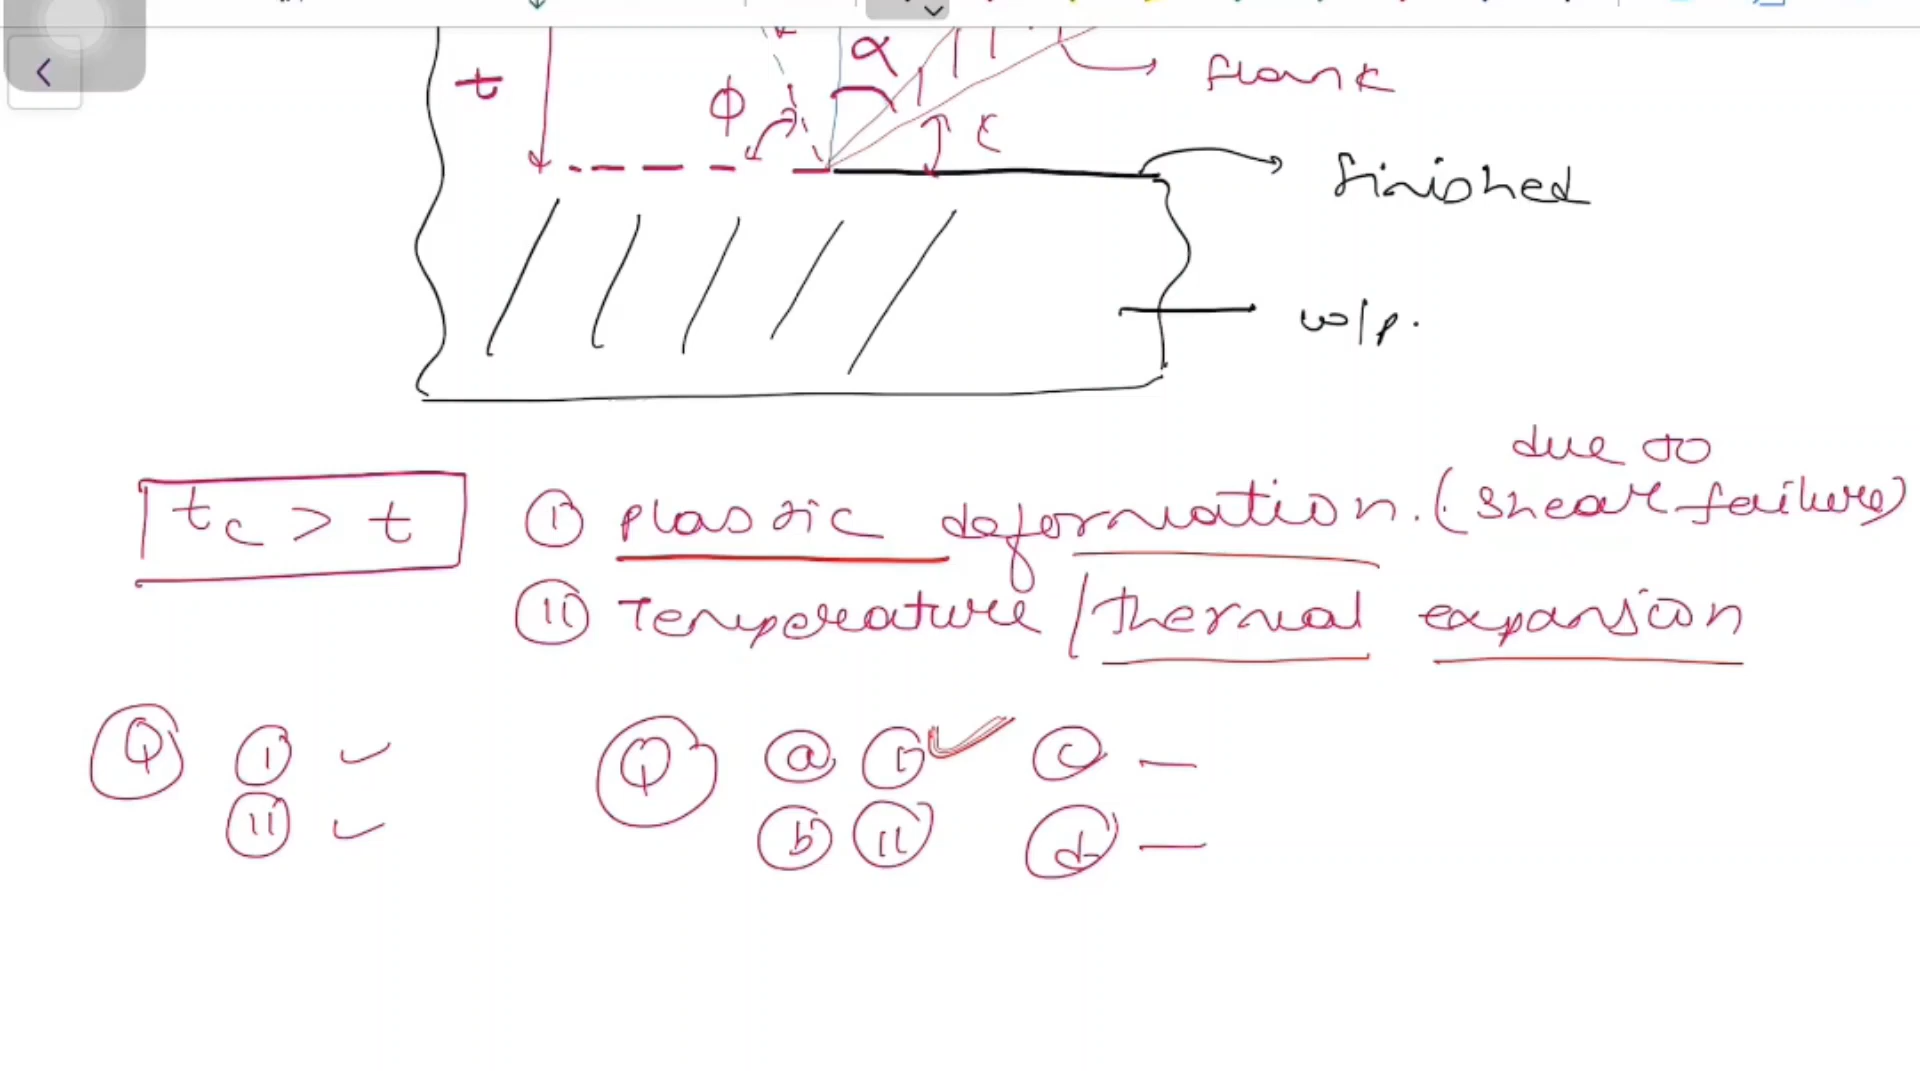 α
flank
t
ϕ
finished
w/p.
due to
tc > t
(i) plastic deformation. (shear failure)
(ii) Temperature / thermal expansion
Q (i) ✓ Q (a) (i) ✓ (c) —
(ii) ✓ (b) (ii) (d) —